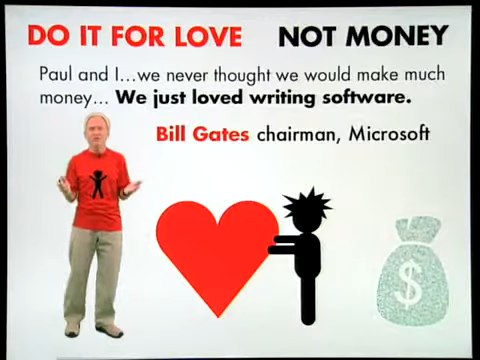 DO IT FOR LOVE NOT MONEY
Paul and I...we never thought we would make much
money... We just loved writing software.
Bill Gates chairman, Microsoft
$